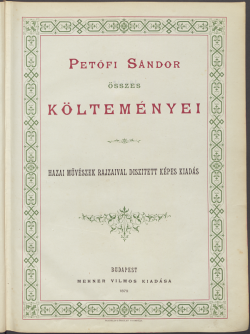 PETŐFI SÁNDOR
ÖSSZES
KÖLTEMÉNYEI
HAZAI MŰVÉSZEK RAJZAIVAL DISZITETT KÉPES KIADÁS
BUDAPEST
MEHNER VILMOS KIADÁSA